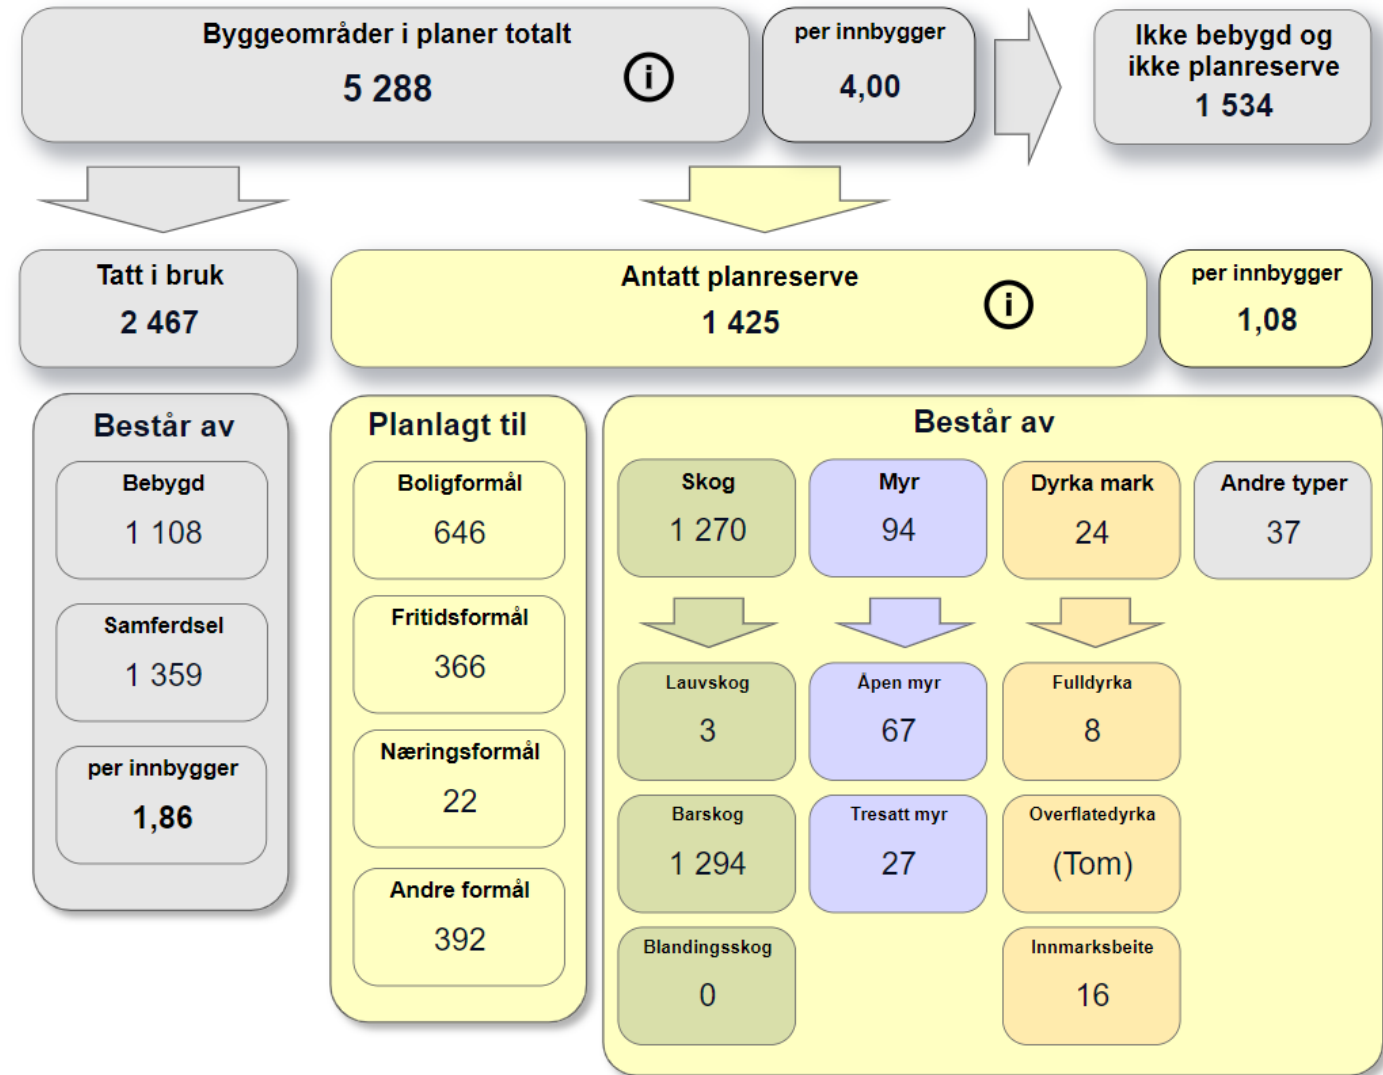 Byggeområder i planer totalt
5 288
per innbygger
4,00
Ikke bebygd og
ikke planreserve
1 534
Tatt i bruk
2 467
Antatt planreserve
1 425
per innbygger
1,08
Består av
Bebygd
1 108
Samferdsel
1 359
per innbygger
1,86
Planlagt til
Boligformål
646
Fritidsformål
366
Næringsformål
22
Andre formål
392
Består av
Skog
1 270
Myr
94
Dyrka mark
24
Andre typer
37
Lauvskog
3
Åpen myr
67
Fulldyrka
8
Barskog
1 294
Tresatt myr
27
Overflatedyrka
(Tom)
Blandingsskog
0
Innmarksbeite
16